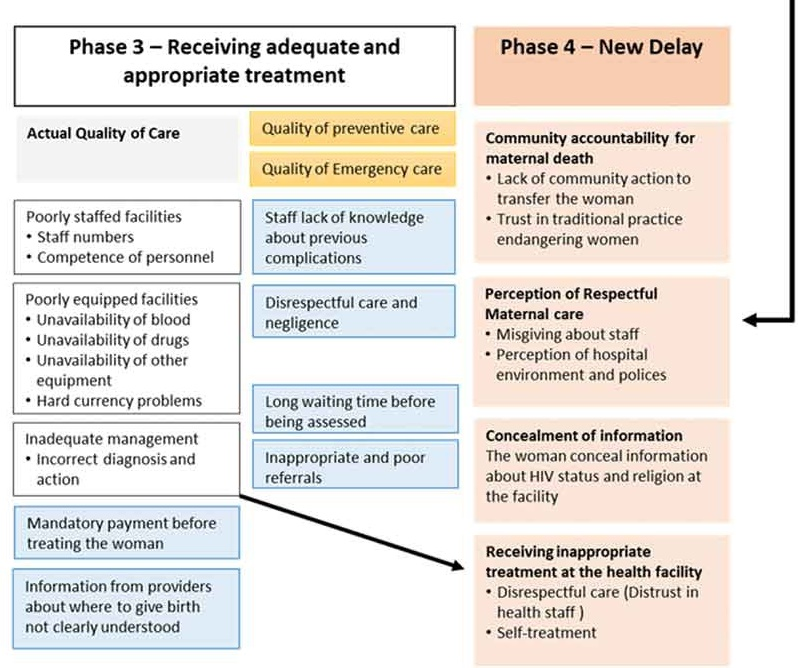 Phase 3 – Receiving adequate and
appropriate treatment
Actual Quality of Care
Quality of preventive care
Quality of Emergency care
Poorly staffed facilities
• Staff numbers
• Competence of personnel
Poorly equipped facilities
• Unavailability of blood
• Unavailability of drugs
• Unavailability of other
equipment
• Hard currency problems
Inadequate management
• Incorrect diagnosis and
action
Mandatory payment before
treating the woman
Information from providers
about where to give birth
not clearly understood
Staff lack of knowledge
about previous
complications
Disrespectful care and
negligence
Long waiting time before
being assessed
Inappropriate and poor
referrals
Phase 4 – New Delay
Community accountability for
maternal death
• Lack of community action to
transfer the woman
• Trust in traditional practice
endangering women
Perception of Respectful
Maternal care
• Misgiving about staff
• Perception of hospital
environment and polices
Concealment of information
The woman conceal information
about HIV status and religion at
the facility
Receiving inappropriate
treatment at the health facility
• Disrespectful care (Distrust in
health staff )
• Self-treatment